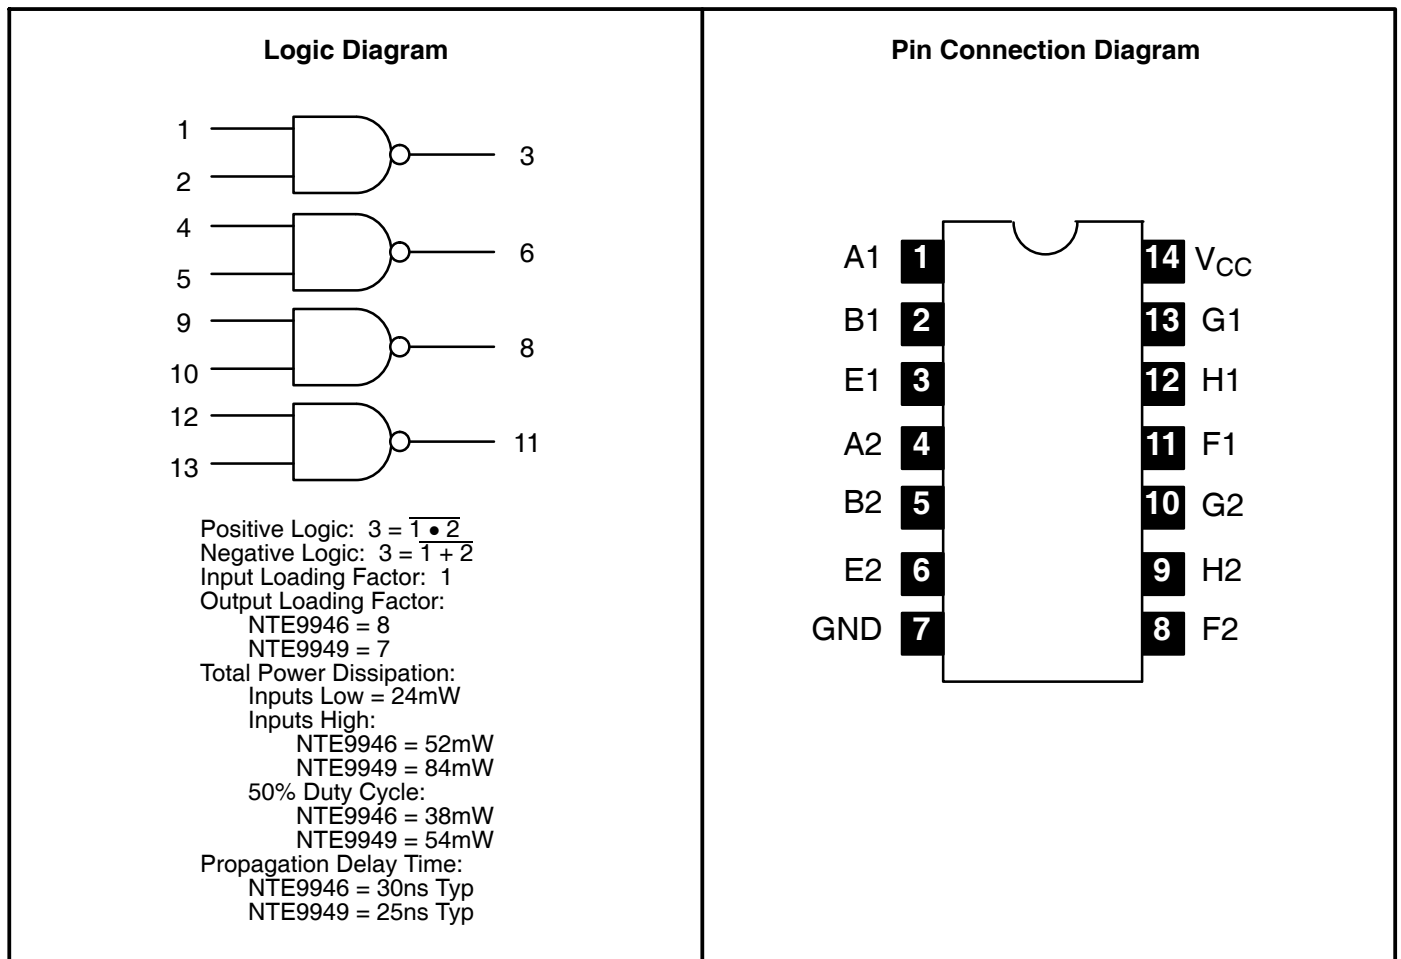 Logic Diagram
1
2
3
4
5
6
9
10
8
12
13
11
Positive Logic: 3 = 1 • 2
Negative Logic: 3 = 1 + 2
Input Loading Factor: 1
Output Loading Factor:
NTE9946 = 8
NTE9949 = 7
Total Power Dissipation:
Inputs Low = 24mW
Inputs High:
NTE9946 = 52mW
NTE9949 = 84mW
50% Duty Cycle:
NTE9946 = 38mW
NTE9949 = 54mW
Propagation Delay Time:
NTE9946 = 30ns Typ
NTE9949 = 25ns Typ
Pin Connection Diagram
A1 1 14 VCC
B1 2 13 G1
E1 3 12 H1
A2 4 11 F1
B2 5 10 G2
E2 6 9 H2
GND 7 8 F2